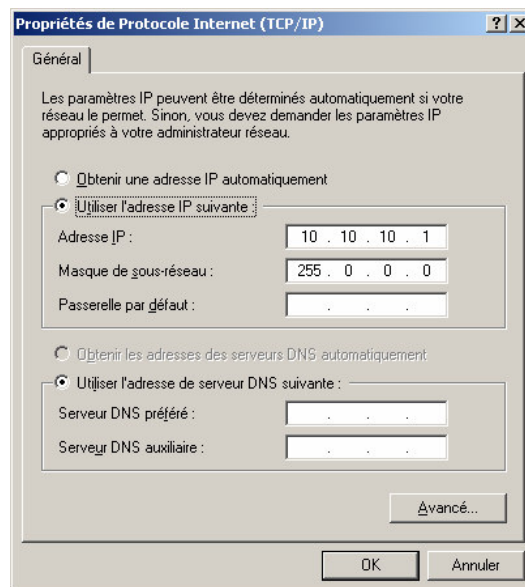 Propriétés de Protocole Internet (TCP/IP)
Général
Les paramètres IP peuvent être déterminés automatiquement si votre
réseau le permet. Sinon, vous devez demander les paramètres IP
appropriés à votre administrateur réseau.
Obtenir une adresse IP automatiquement
Utiliser l'adresse IP suivante :
Adresse IP : 10 . 10 . 10 . 1
Masque de sous-réseau : 255 . 0 . 0 . 0
Passerelle par défaut : . . .
Obtenir les adresses des serveurs DNS automatiquement
Utiliser l'adresse de serveur DNS suivante :
Serveur DNS préféré : . . .
Serveur DNS auxiliaire : . . .
Avancé...
OK Annuler